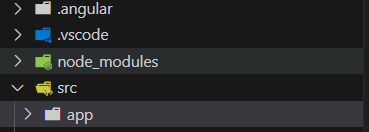 .angular
.vscode
node_modules
src
app